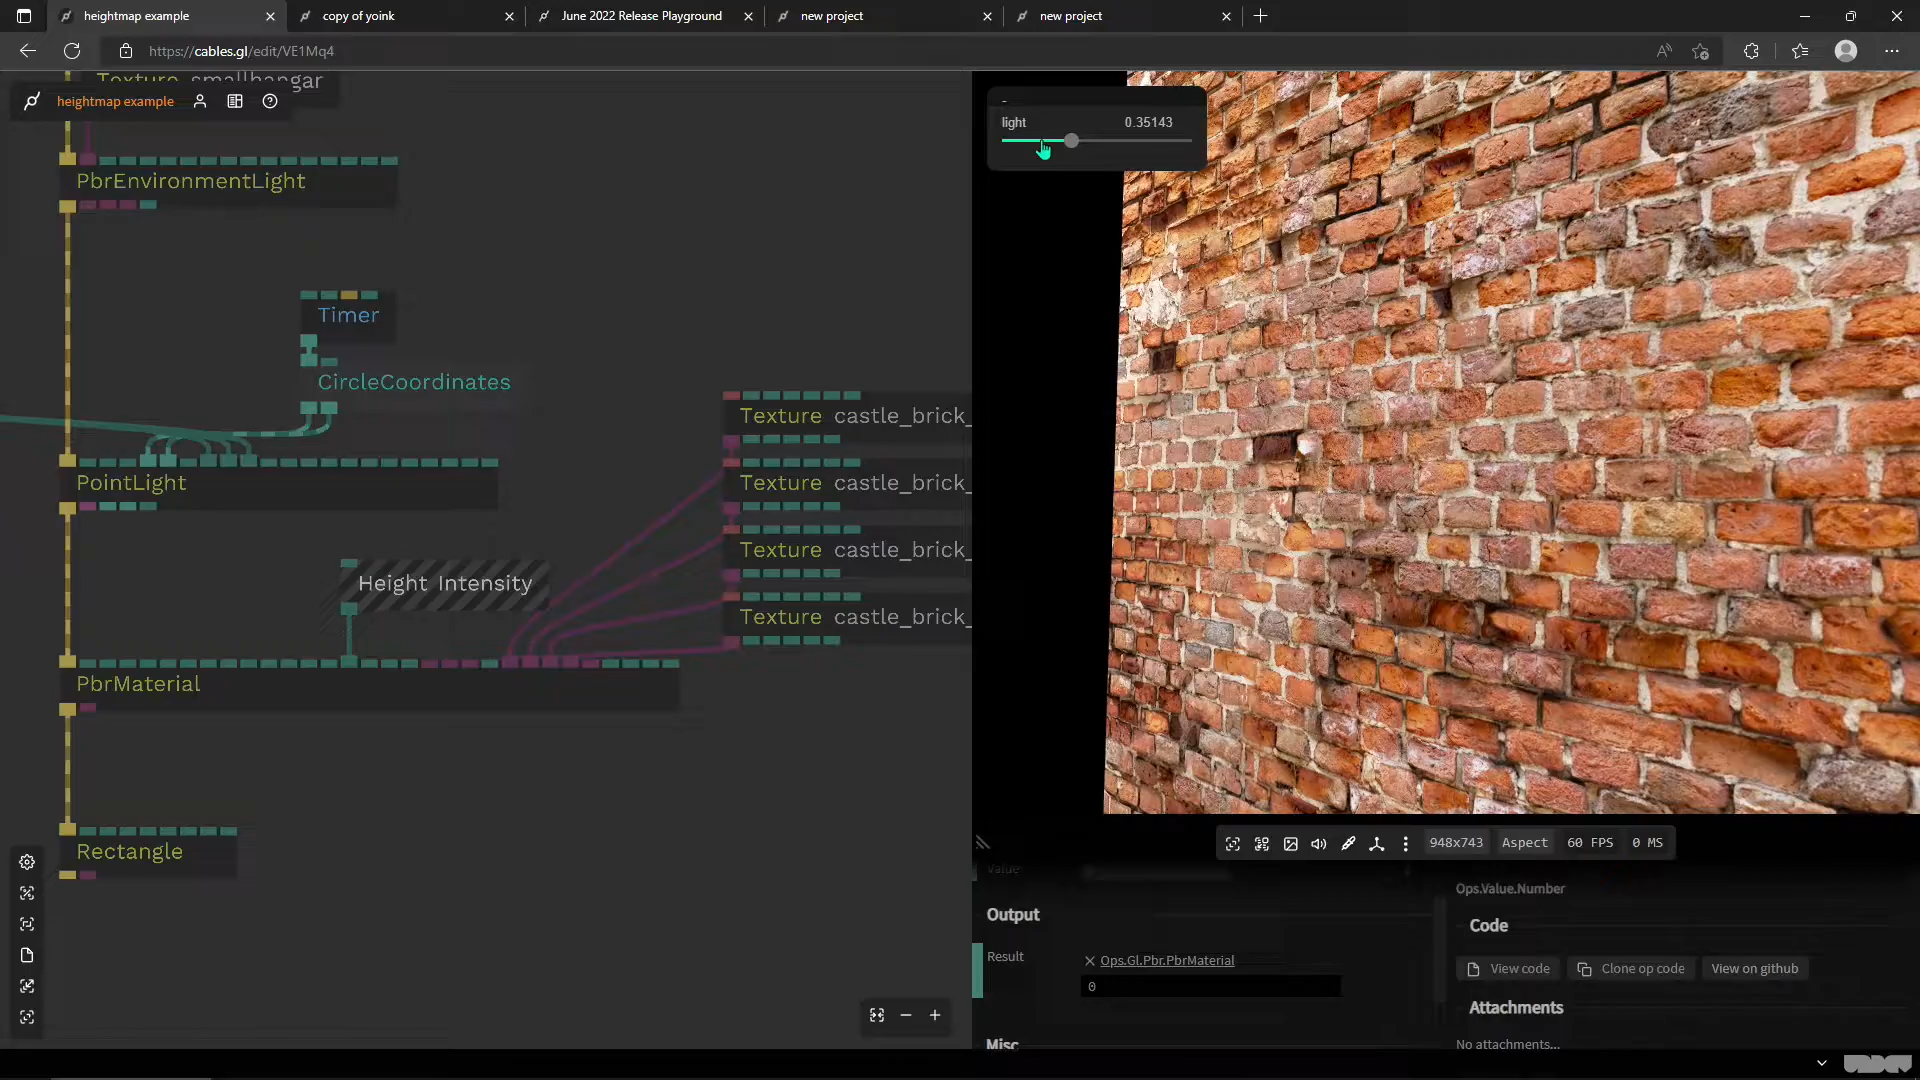 heightmap example
copy of yoink
June 2022 Release Playground
new project
new project
https://cables.gl/edit/VE1Mq4
Texture smallhangar
heightmap example
PbrEnvironmentLight
Timer
CircleCoordinates
PointLight
Height Intensity
PbrMaterial
Rectangle
Texture castle_brick_
Texture castle_brick_
Texture castle_brick_
Texture castle_brick_
light 0.35143
948x743 Aspect 60 FPS 0 MS
Value
Output
Result
Ops.Gl.Pbr.PbrMaterial
0
Misc
Ops.Value.Number
Code
View code Clone op code View on github
Attachments
No attachments...